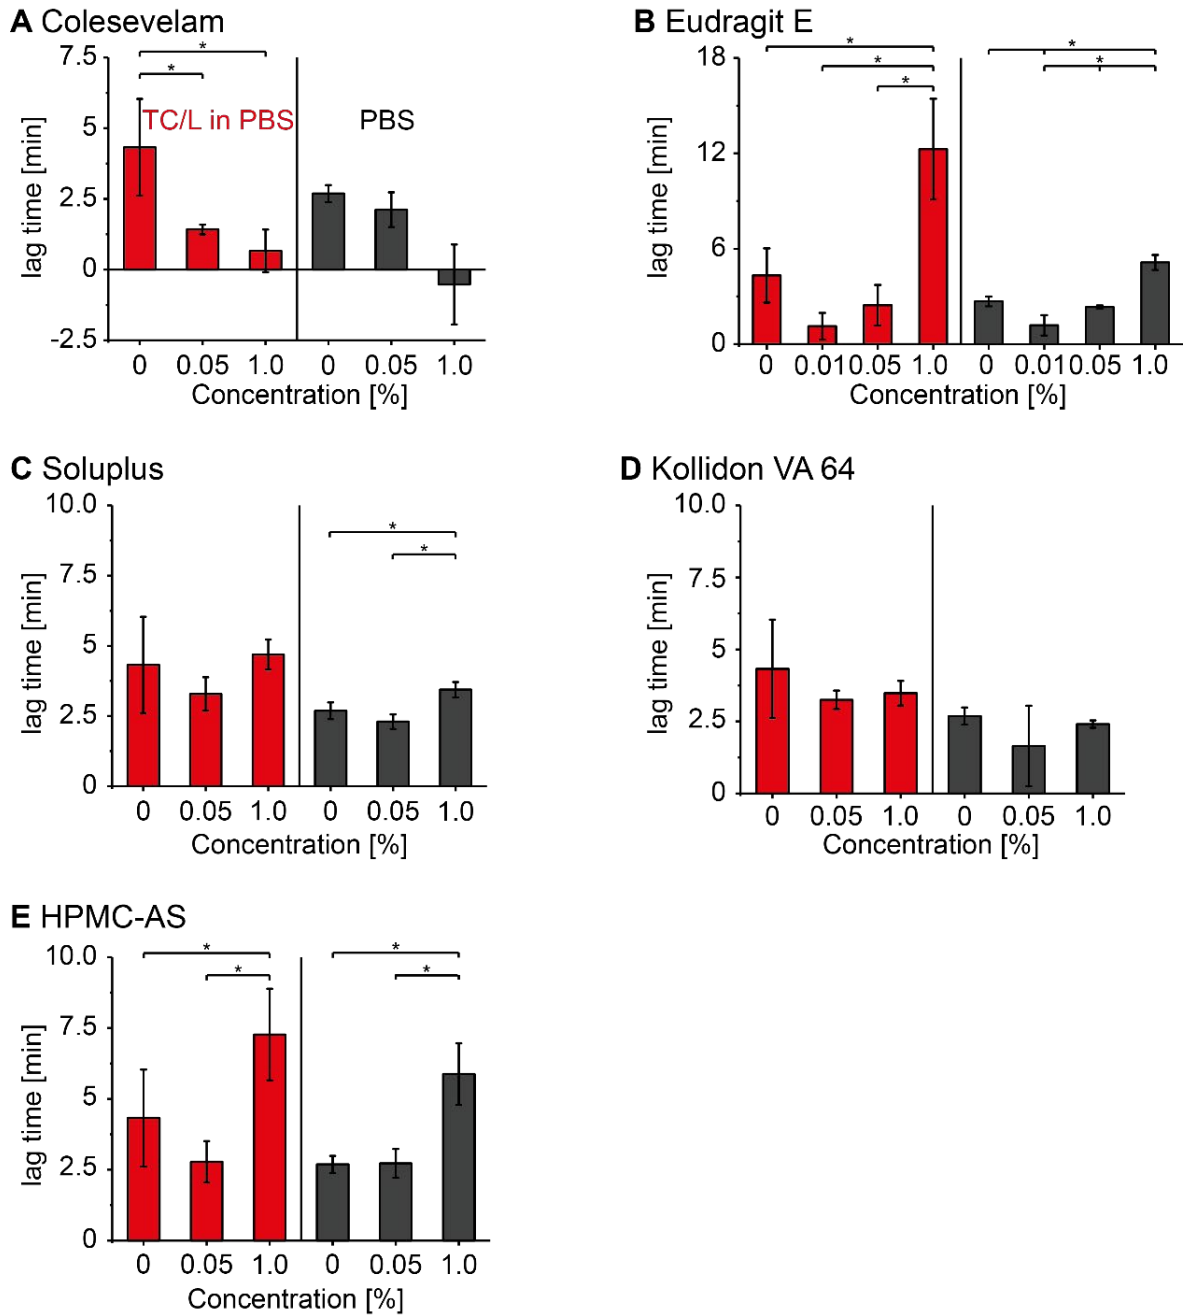 A Colesevelam
lag time [min]
7.5
5
2.5
0
-2.5
* 
*
TC/L in PBS
PBS
0 0.05 1.0 0 0.05 1.0
Concentration [%]
B Eudragit E
lag time [min]
18
12
6
0
*
*
*
*
*
0 0.01 0.05 1.0 0 0.01 0.05 1.0
Concentration [%]
C Soluplus
lag time [min]
10.0
7.5
5
2.5
0
*
*
0 0.05 1.0 0 0.05 1.0
Concentration [%]
D Kollidon VA 64
lag time [min]
10.0
7.5
5
2.5
0
0 0.05 1.0 0 0.05 1.0
Concentration [%]
E HPMC-AS
lag time [min]
10.0
7.5
5
2.5
0
*
*
*
*
0 0.05 1.0 0 0.05 1.0
Concentration [%]